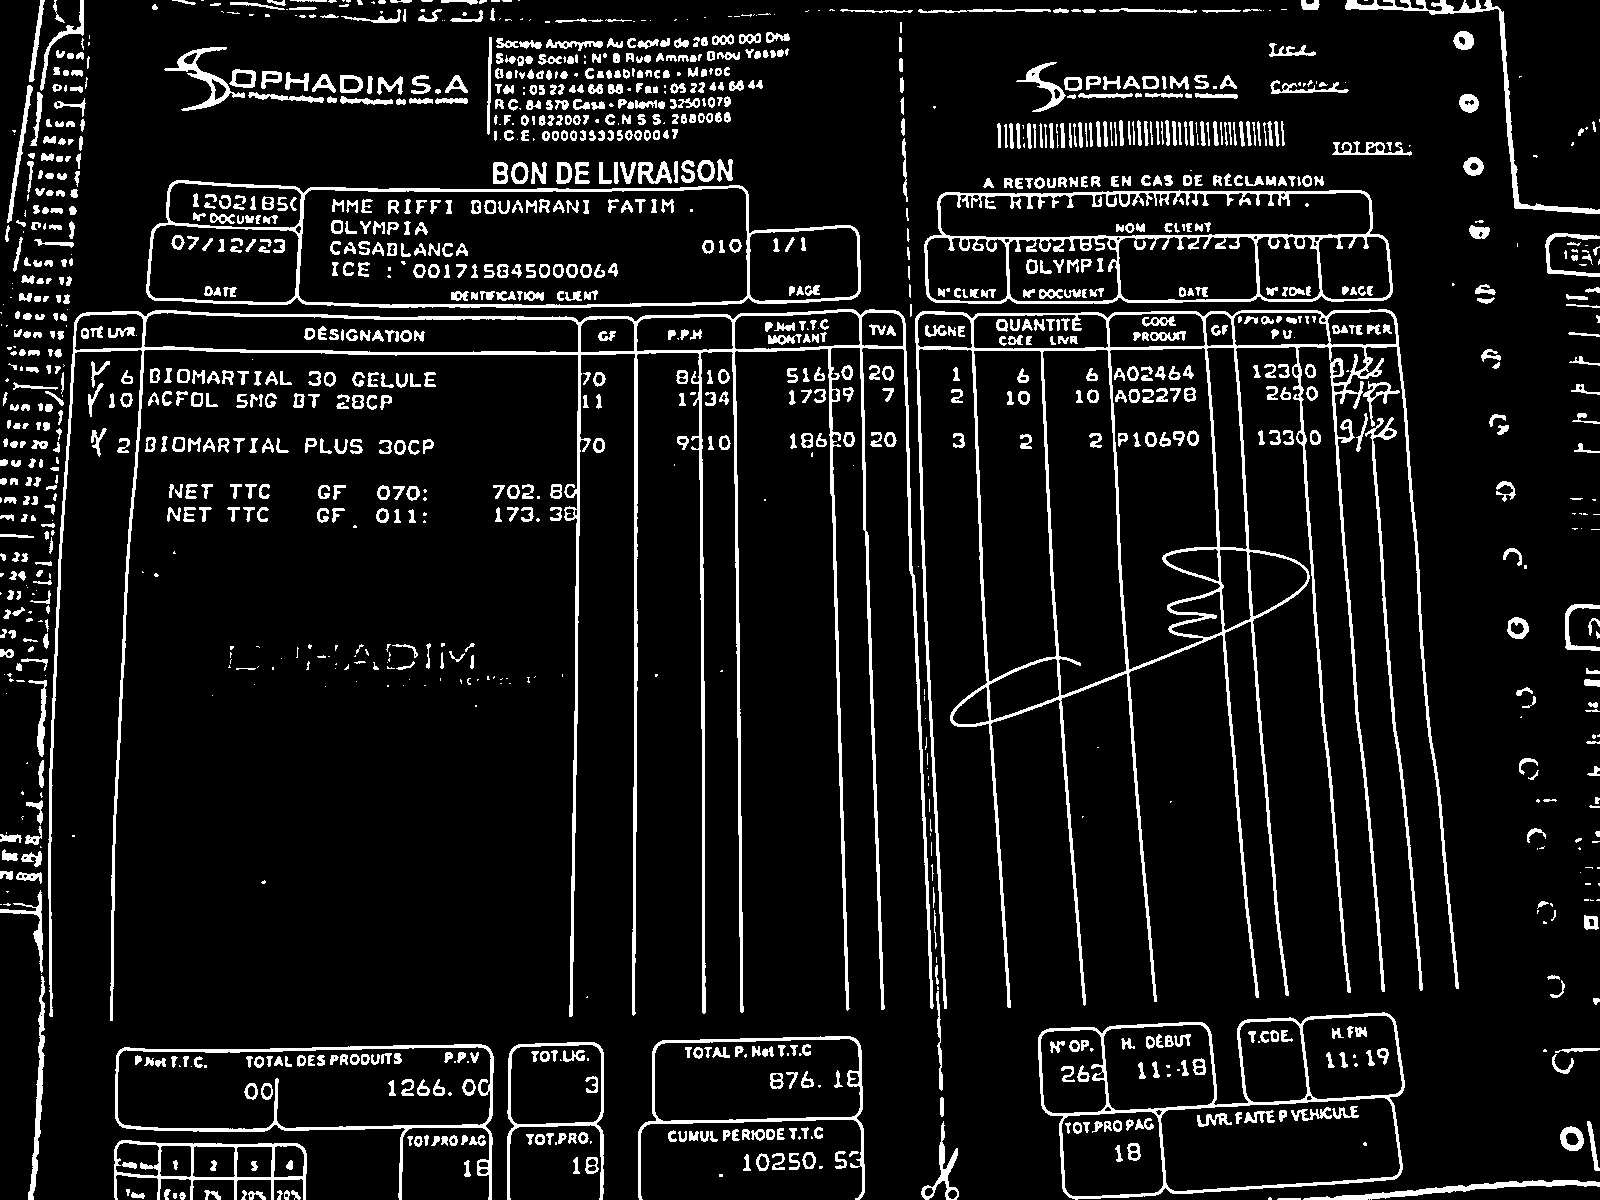 SOPHADIM S.A
Societe Anonyme Au Capital de 26 000 000 Dhs
Siege Social : N° 8 Rue Ammar Bnou Yasser
Belvédère - Casablanca - Maroc
Tél : 05 22 44 66 88 - Fax : 05 22 44 66 44
R.C. 84 579 Casa - Patente 32501079
I.F. 01622007 - C.N.S.S. 2680066
I.C.E. 000035335000047
BON DE LIVRAISON
1202185
N° DOCUMENT
07/12/23
DATE
MME RIFFI BOUAMRANI FATIM .
OLYMPIA
CASABLANCA 010
ICE : 001715845000064
IDENTIFICATION CLIENT
1/1
PAGE
QTÉ LIVR. DÉSIGNATION GF P.P.H P.Net T.T.C MONTANT TVA
6 BIOMARTIAL 30 GELULE 70 8610 51660 20
10 ACFOL 5MG BT 28CP 11 1734 17339 7
2 BIOMARTIAL PLUS 30CP 70 9310 18620 20
NET TTC GF 070: 702.80
NET TTC GF 011: 173.38
P.Net T.T.C. TOTAL DES PRODUITS P.P.V
00 1266.00
TOT.LIG.
3
TOTAL P. Net T.T.C
876.18
TOT.PRO PAG
18
TOT.PRO.
18
CUMUL PERIODE T.T.C
10250.53
1 2 5 6
Taux Exo 7% 20% 20%
SOPHADIM S.A
Contrôleur :
TOT PDTS :
A RETOURNER EN CAS DE RÉCLAMATION
MME RIFFI BOUAMRANI FATIM .
NOM CLIENT
1060 1202185 07/12/23 0101 1/1
OLYMPIA
N° CLIENT N° DOCUMENT DATE N° ZONE PAGE
LIGNE QUANTITÉ CDÉE LIVR CODE PRODUIT GF P.U. DATE PER.
1 6 6 A02464 12300 9/26
2 10 10 A02278 2620 7/27
3 2 2 P10690 13300 9/26
N° OP.
262
H. DÉBUT
11:18
T.CDE.
H. FIN
11:19
TOT.PRO PAG
18
LIVR. FAITE P VEHICULE